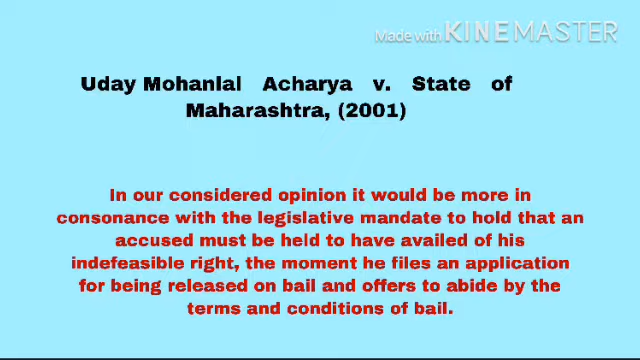 Made with KINEMASTER
Uday Mohanlal Acharya v. State of
Maharashtra, (2001)
In our considered opinion it would be more in
consonance with the legislative mandate to hold that an
accused must be held to have availed of his
indefeasible right, the moment he files an application
for being released on bail and offers to abide by the
terms and conditions of bail.